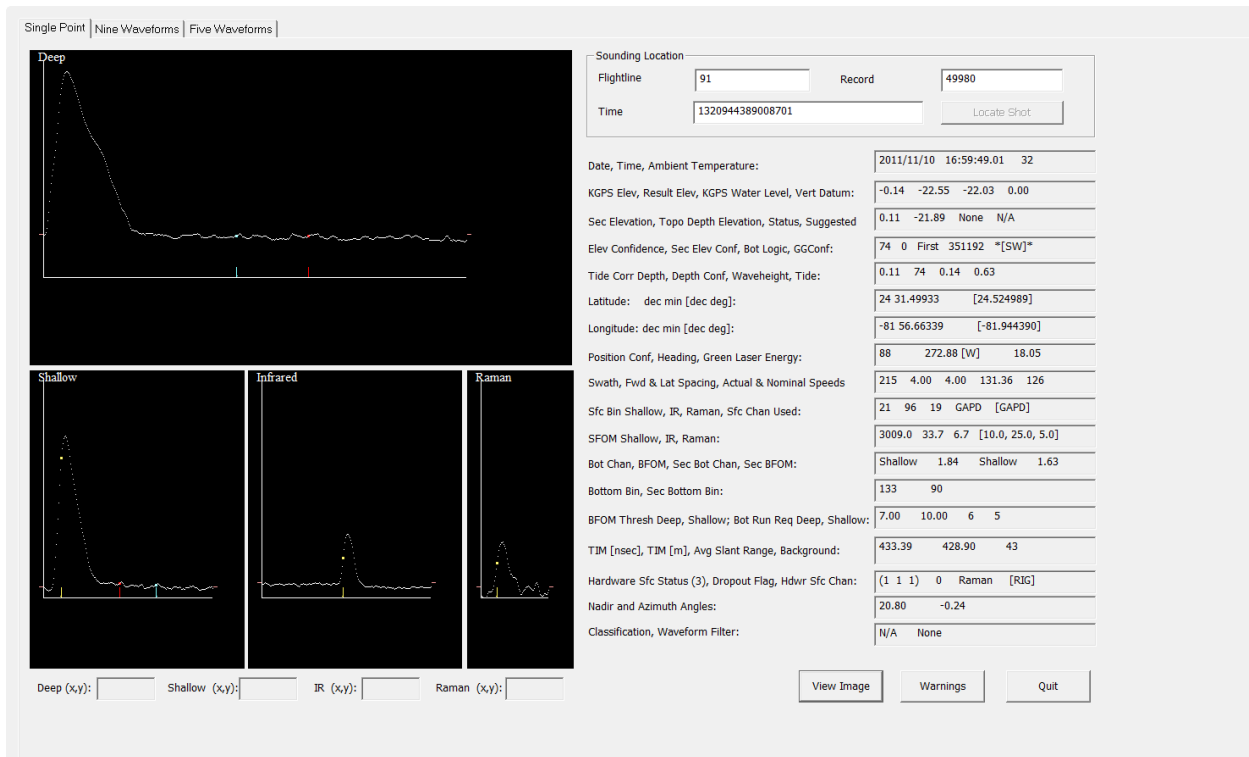 Single Point Nine Waveforms Five Waveforms
Deep
Shallow
Infrared
Raman
Deep (x,y): Shallow (x,y): IR (x,y): Raman (x,y):
Sounding Location
Flightline 91 Record 49980
Time 1320944389008701 Locate Shot
Date, Time, Ambient Temperature: 2011/11/10 16:59:49.01 32
KGPS Elev, Result Elev, KGPS Water Level, Vert Datum: -0.14 -22.55 -22.03 0.00
Sec Elevation, Topo Depth Elevation, Status, Suggested 0.11 -21.89 None N/A
Elev Confidence, Sec Elev Conf, Bot Logic, GGConf: 74 0 First 351192 *[SW]*
Tide Corr Depth, Depth Conf, Waveheight, Tide: 0.11 74 0.14 0.63
Latitude: dec min [dec deg]: 24 31.49933 [24.524989]
Longitude: dec min [dec deg]: -81 56.66339 [-81.944390]
Position Conf, Heading, Green Laser Energy: 88 272.88 [W] 18.05
Swath, Fwd & Lat Spacing, Actual & Nominal Speeds 215 4.00 4.00 131.36 126
Sfc Bin Shallow, IR, Raman, Sfc Chan Used: 21 96 19 GAPD [GAPD]
SFOM Shallow, IR, Raman: 3009.0 33.7 6.7 [10.0, 25.0, 5.0]
Bot Chan, BFOM, Sec Bot Chan, Sec BFOM: Shallow 1.84 Shallow 1.63
Bottom Bin, Sec Bottom Bin: 133 90
BFOM Thresh Deep, Shallow; Bot Run Req Deep, Shallow: 7.00 10.00 6 5
TIM [nsec], TIM [m], Avg Slant Range, Background: 433.39 428.90 43
Hardware Sfc Status (3), Dropout Flag, Hdwr Sfc Chan: (1 1 1) 0 Raman [RIG]
Nadir and Azimuth Angles: 20.80 -0.24
Classification, Waveform Filter: N/A None
View Image Warnings Quit